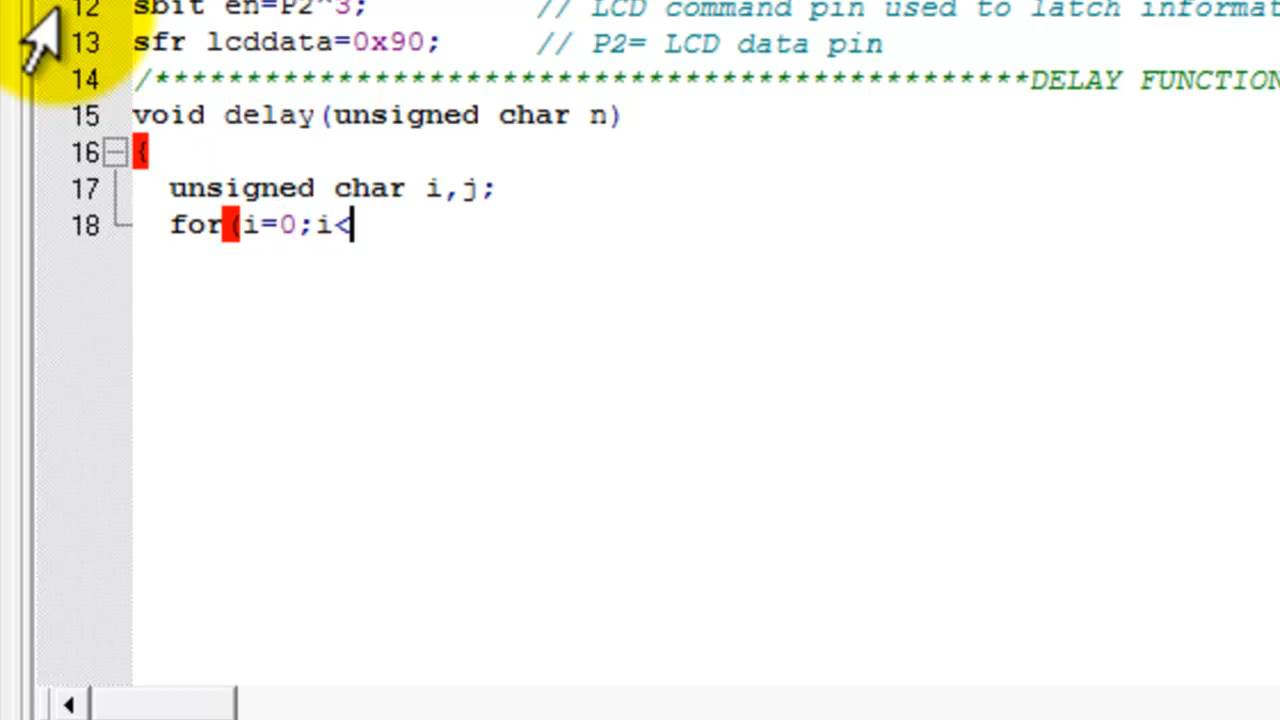 12 sbit en=P2^3; // LCD command pin used to latch informat
13 sfr lcddata=0x90; // P2= LCD data pin
14 /************************************************DELAY FUNCTION
15 void delay(unsigned char n)
16 {
17 unsigned char i,j;
18 for(i=0;i<